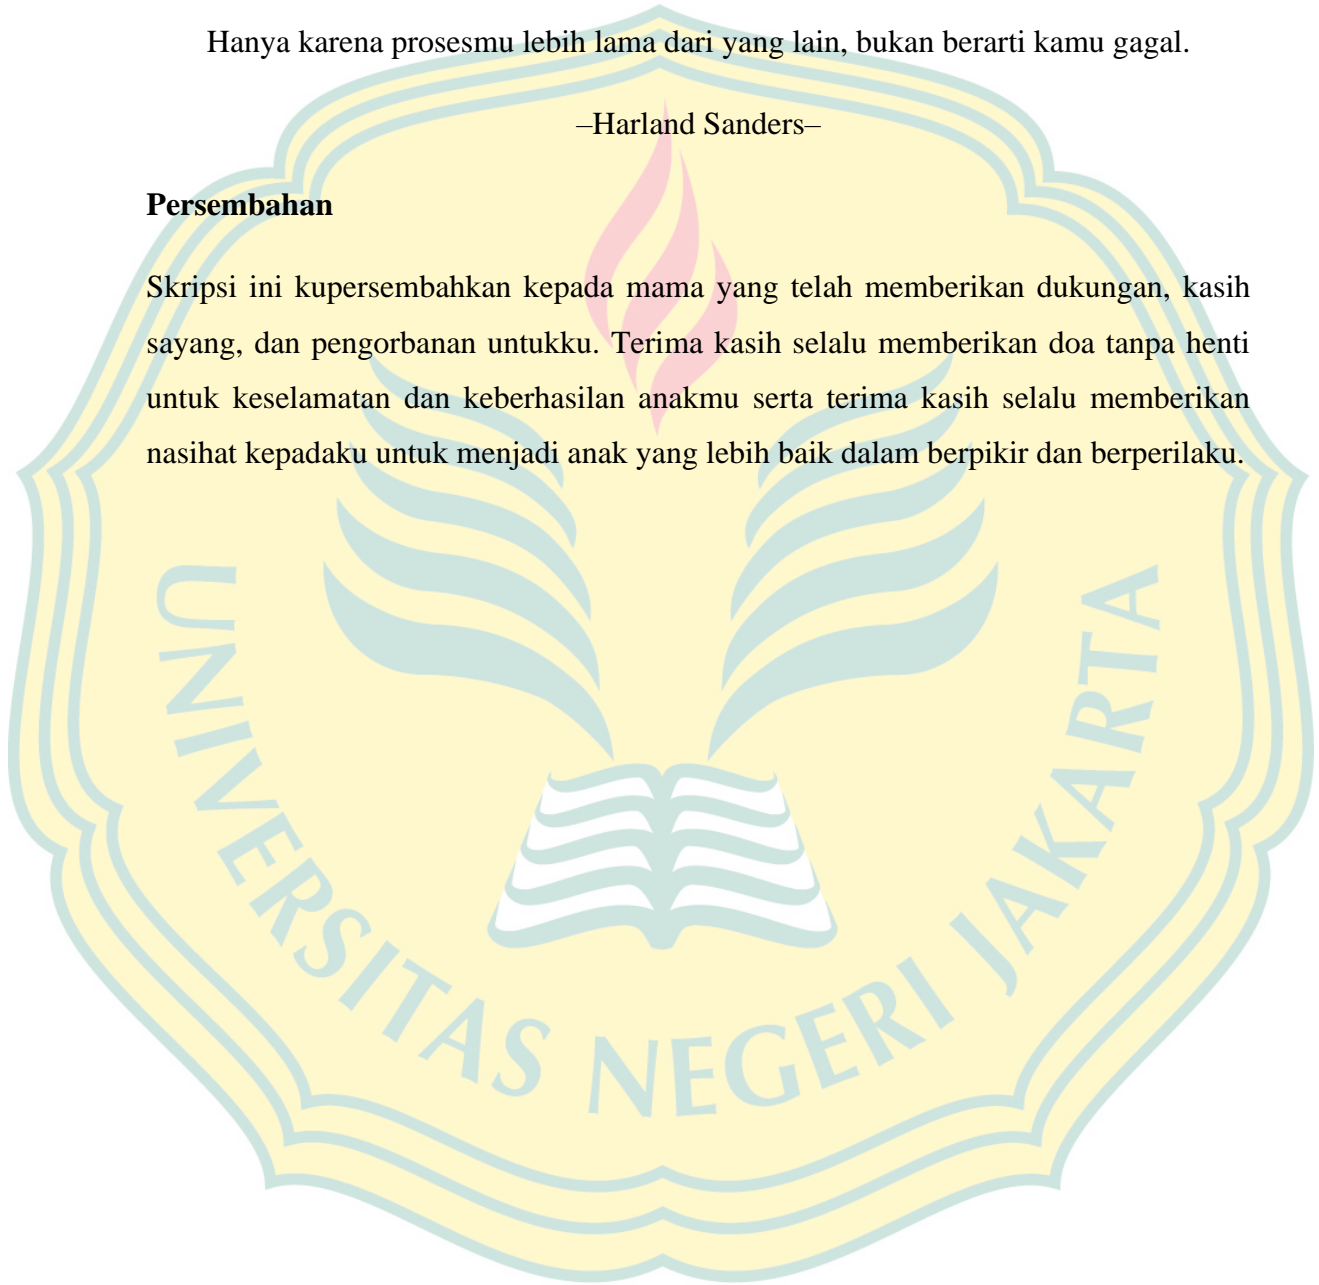 Hanya karena prosesmu lebih lama dari yang lain, bukan berarti kamu gagal.
–Harland Sanders–
Persembahan
Skripsi ini kupersembahkan kepada mama yang telah memberikan dukungan, kasih
sayang, dan pengorbanan untukku. Terima kasih selalu memberikan doa tanpa henti
untuk keselamatan dan keberhasilan anakmu serta terima kasih selalu memberikan
nasihat kepadaku untuk menjadi anak yang lebih baik dalam berpikir dan berperilaku.
UNIVERSITAS NEGERI JAKARTA